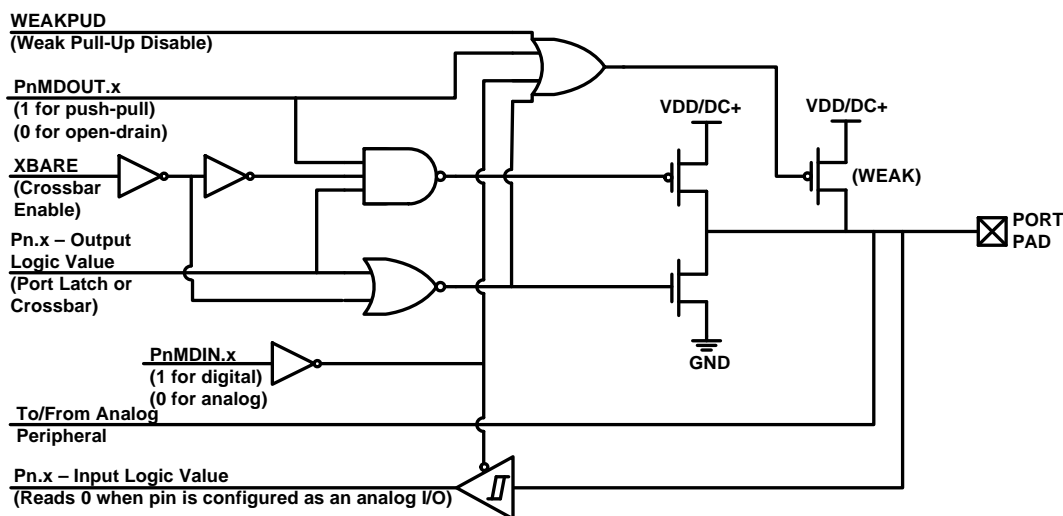 WEAKPUD
(Weak Pull-Up Disable)
PnMDOUT.x
(1 for push-pull)
(0 for open-drain)
XBARE
(Crossbar
Enable)
Pn.x – Output
Logic Value
(Port Latch or
Crossbar)
PnMDIN.x
(1 for digital)
(0 for analog)
To/From Analog
Peripheral
Pn.x – Input Logic Value
(Reads 0 when pin is configured as an analog I/O)
VDD/DC+
VDD/DC+
(WEAK)
PORT
PAD
GND